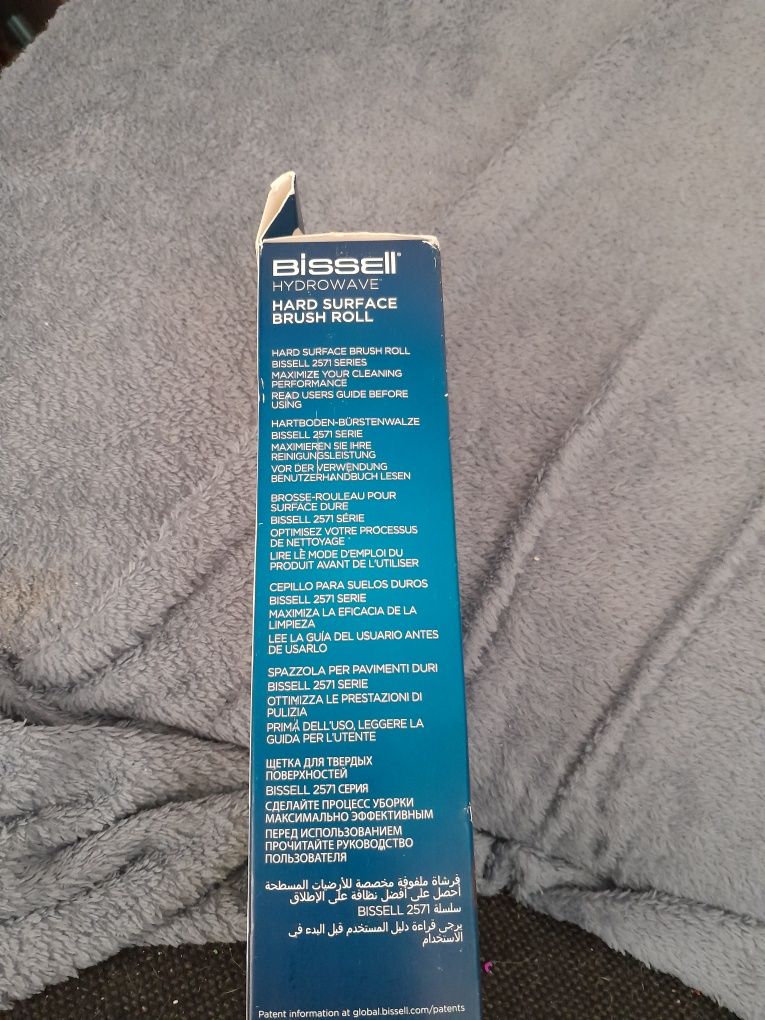 BISSELL®
HYDROWAVE™
HARD SURFACE
BRUSH ROLL
HARD SURFACE BRUSH ROLL
BISSELL 2571 SERIES
MAXIMIZE YOUR CLEANING
PERFORMANCE
READ USERS GUIDE BEFORE
USING
HARTBODEN-BÜRSTENWALZE
BISSELL 2571 SERIE
MAXIMIEREN SIE IHRE
REINIGUNGSLEISTUNG
VOR DER VERWENDUNG
BENUTZERHANDBUCH LESEN
BROSSE-ROULEAU POUR
SURFACE DURE
BISSELL 2571 SÉRIE
OPTIMISEZ VOTRE PROCESSUS
DE NETTOYAGE
LIRE LE MODE D'EMPLOI DU
PRODUIT AVANT DE L'UTILISER
CEPILLO PARA SUELOS DUROS
BISSELL 2571 SERIE
MAXIMIZA LA EFICACIA DE LA
LIMPIEZA
LEE LA GUÍA DEL USUARIO ANTES
DE USARLO
SPAZZOLA PER PAVIMENTI DURI
BISSELL 2571 SERIE
OTTIMIZZA LE PRESTAZIONI DI
PULIZIA
PRIMA DELL'USO, LEGGERE LA
GUIDA PER L'UTENTE
ЩЕТКА ДЛЯ ТВЕРДЫХ
ПОВЕРХНОСТЕЙ
BISSELL 2571 СЕРИЯ
СДЕЛАЙТЕ ПРОЦЕСС УБОРКИ
МАКСИМАЛЬНО ЭФФЕКТИВНЫМ
ПЕРЕД ИСПОЛЬЗОВАНИЕМ
ПРОЧИТАЙТЕ РУКОВОДСТВО
ПОЛЬЗОВАТЕЛЯ
فرشاة ملفوفة مخصصة للأرضيات المسطحة
أحصل على أفضل نظافة على الإطلاق
سلسلة BISSELL 2571
يرجى قراءة دليل المستخدم قبل البدء في
الاستخدام
Patent information at global.bissell.com/patents